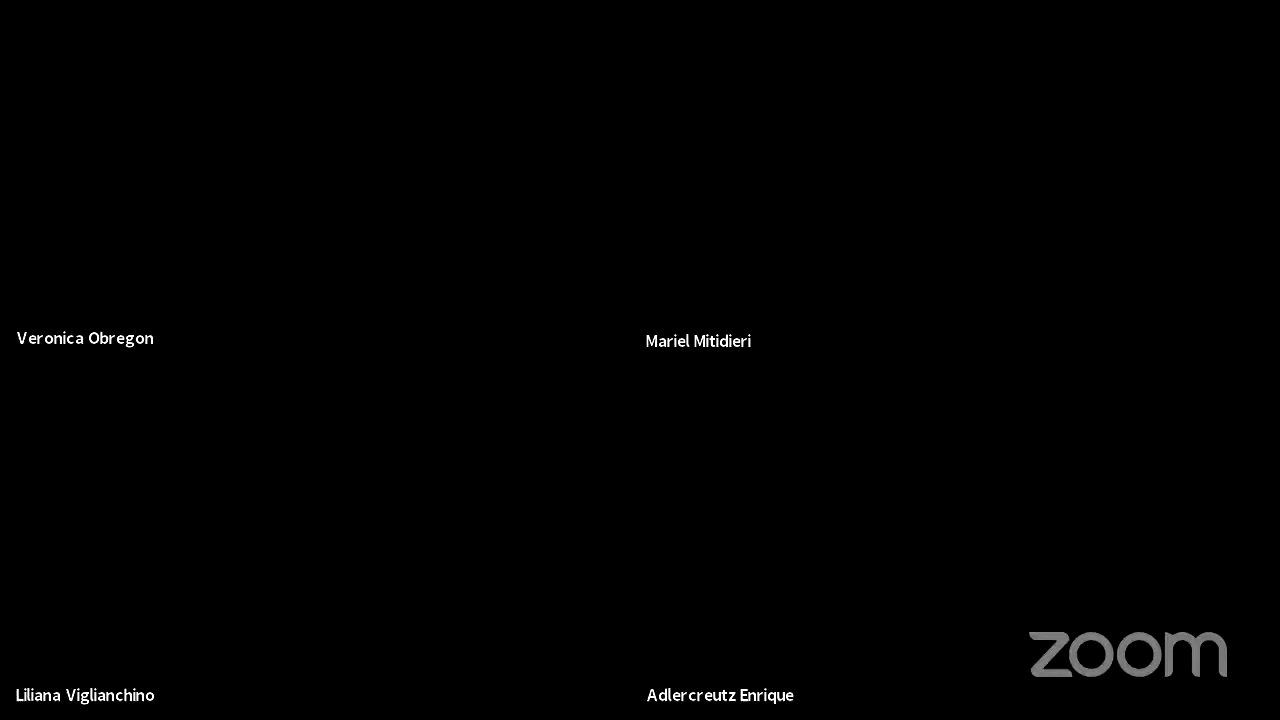 Veronica Obregon
Mariel Mitidieri
Liliana Viglianchino
Adlercreutz Enrique
zoom